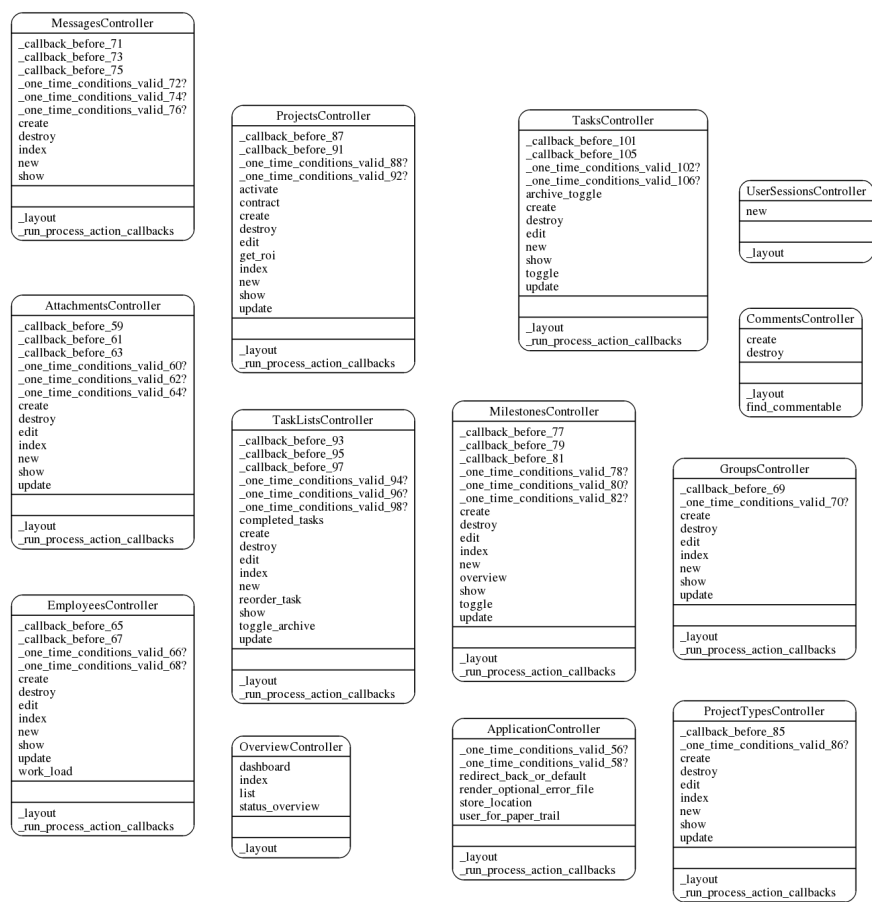 MessagesController
_callback_before_71
_callback_before_73
_callback_before_75
_one_time_conditions_valid_72?
_one_time_conditions_valid_74?
_one_time_conditions_valid_76?
create
destroy
index
new
show
_layout
_run_process_action_callbacks
AttachmentsController
_callback_before_59
_callback_before_61
_callback_before_63
_one_time_conditions_valid_60?
_one_time_conditions_valid_62?
_one_time_conditions_valid_64?
create
destroy
edit
index
new
show
update
_layout
_run_process_action_callbacks
EmployeesController
_callback_before_65
_callback_before_67
_one_time_conditions_valid_66?
_one_time_conditions_valid_68?
create
destroy
edit
index
new
show
update
work_load
_layout
_run_process_action_callbacks
ProjectsController
_callback_before_87
_callback_before_91
_one_time_conditions_valid_88?
_one_time_conditions_valid_92?
activate
contract
create
destroy
edit
get_roi
index
new
show
update
_layout
_run_process_action_callbacks
TaskListsController
_callback_before_93
_callback_before_95
_callback_before_97
_one_time_conditions_valid_94?
_one_time_conditions_valid_96?
_one_time_conditions_valid_98?
completed_tasks
create
destroy
edit
index
new
reorder_task
show
toggle_archive
update
_layout
_run_process_action_callbacks
OverviewController
dashboard
index
list
status_overview
_layout
TasksController
_callback_before_101
_callback_before_105
_one_time_conditions_valid_102?
_one_time_conditions_valid_106?
archive_toggle
create
destroy
edit
new
show
toggle
update
_layout
_run_process_action_callbacks
MilestonesController
_callback_before_77
_callback_before_79
_callback_before_81
_one_time_conditions_valid_78?
_one_time_conditions_valid_80?
_one_time_conditions_valid_82?
create
destroy
edit
index
new
overview
show
toggle
update
_layout
_run_process_action_callbacks
ApplicationController
_one_time_conditions_valid_56?
_one_time_conditions_valid_58?
redirect_back_or_default
render_optional_error_file
store_location
user_for_paper_trail
_layout
_run_process_action_callbacks
UserSessionsController
new
_layout
CommentsController
create
destroy
_layout
find_commentable
GroupsController
_callback_before_69
_one_time_conditions_valid_70?
create
destroy
edit
index
new
show
update
_layout
_run_process_action_callbacks
ProjectTypesController
_callback_before_85
_one_time_conditions_valid_86?
create
destroy
edit
index
new
show
update
_layout
_run_process_action_callbacks